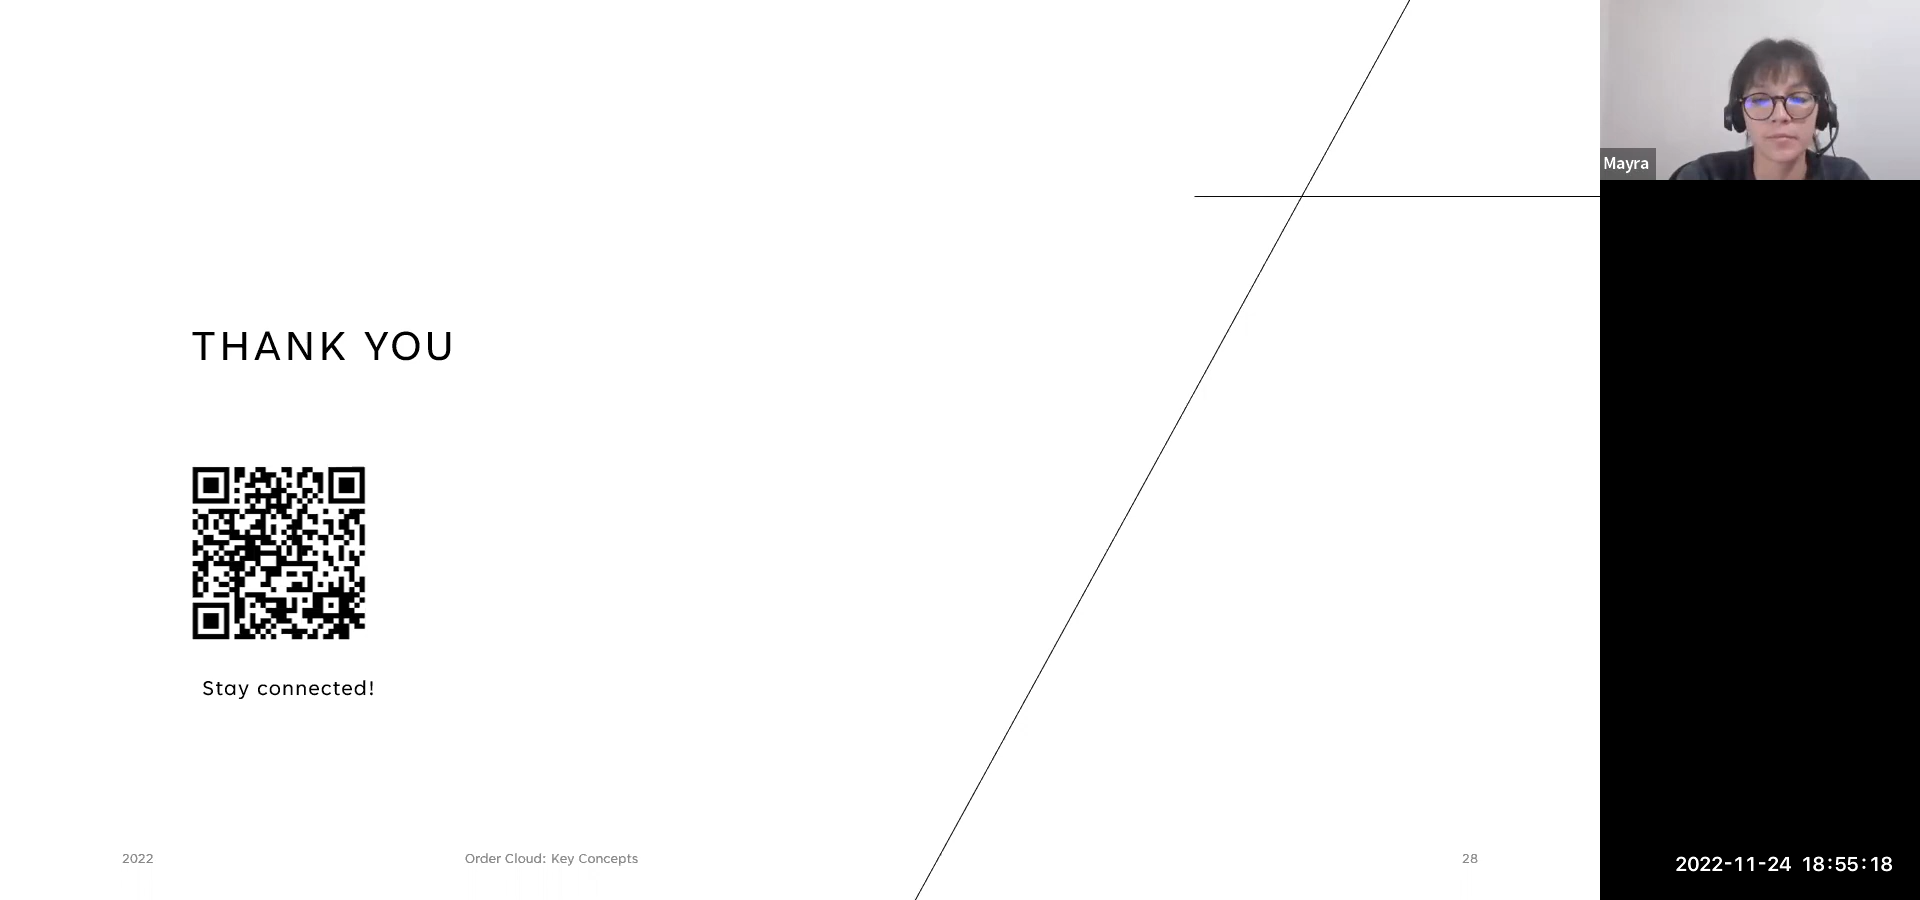 THANK YOU
Stay connected!
2022
Order Cloud: Key Concepts
28
Mayra
2022-11-24 18:55:18